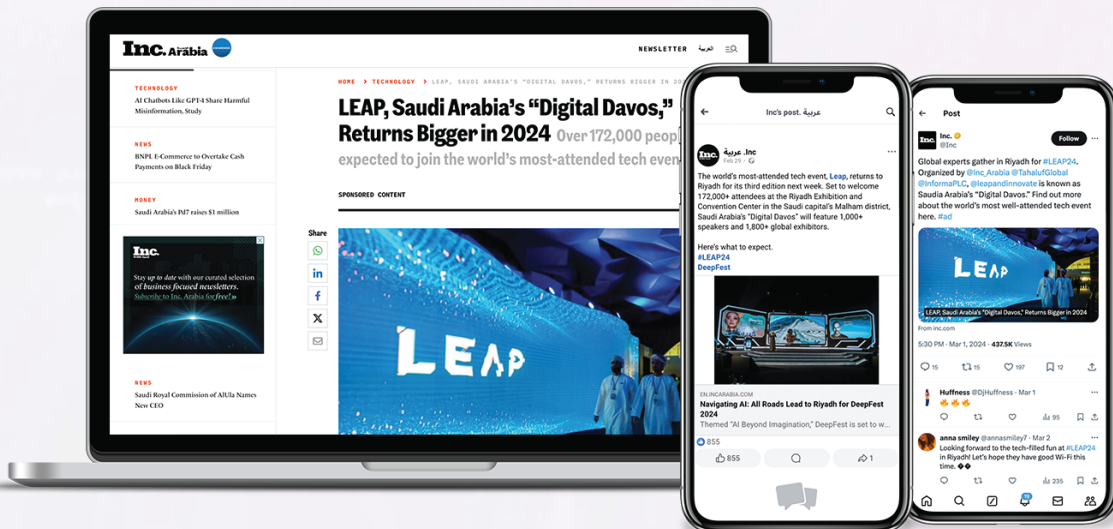 Inc. Arabia
NEWSLETTER العربية
TECHNOLOGY
AI Chatbots Like GPT-4 Share Harmful
Misinformation, Study
NEWS
BNPL E-Commerce to Overtake Cash
Payments on Black Friday
MONEY
Saudi Arabia's Pd7 raises $1 million
Inc.
Stay up to date with our curated selection
of business focused newsletters.
Subscribe to Inc. Arabia for free! »
NEWS
Saudi Royal Commission of AlUla Names
New CEO
HOME > TECHNOLOGY > LEAP, SAUDI ARABIA'S “DIGITAL DAVOS,” RETURNS BIGGER IN
LEAP, Saudi Arabia's “Digital Davos,”
Returns Bigger in 2024 Over 172,000 peop
expected to join the world's most-attended tech even
SPONSORED CONTENT
Share
LEAP
Inc's post. عربية
Inc.
Inc. عربية
Feb 29
The world's most-attended tech event, Leap, returns to
Riyadh for its third edition next week. Set to welcome
172,000+ attendees at the Riyadh Exhibition and
Convention Center in the Saudi capital's Malham district,
Saudi Arabia's “Digital Davos” will feature 1,000+
speakers and 1,800+ global exhibitors.
Here's what to expect.
#LEAP24
DeepFest
EN.INCARABIA.COM
Navigating AI: All Roads Lead to Riyadh for DeepFest
2024
Themed “AI Beyond Imagination,” DeepFest is set to w...
855
855
1
Post
Inc.
Inc.
@Inc
Follow
Global experts gather in Riyadh for #LEAP24.
Organized by @Inc_Arabia @TahalufGlobal
@InformaPLC, @leapandinnovate is known as
Saudia Arabia's “Digital Davos.” Find out more
about the world's most well-attended tech event
here. #ad
LEAP
LEAP, Saudi Arabia's “Digital Davos,” Returns Bigger in 2024
From inc.com
5:30 PM · Mar 1, 2024 · 437.5K Views
15 15 197 12
Huffness @DjHuffness · Mar 1
95
anna smiley @annasmiley7 · Mar 2
Looking forward to the tech-filled fun at #LEAP24
in Riyadh! Let's hope they have good Wi-Fi this
time.
235